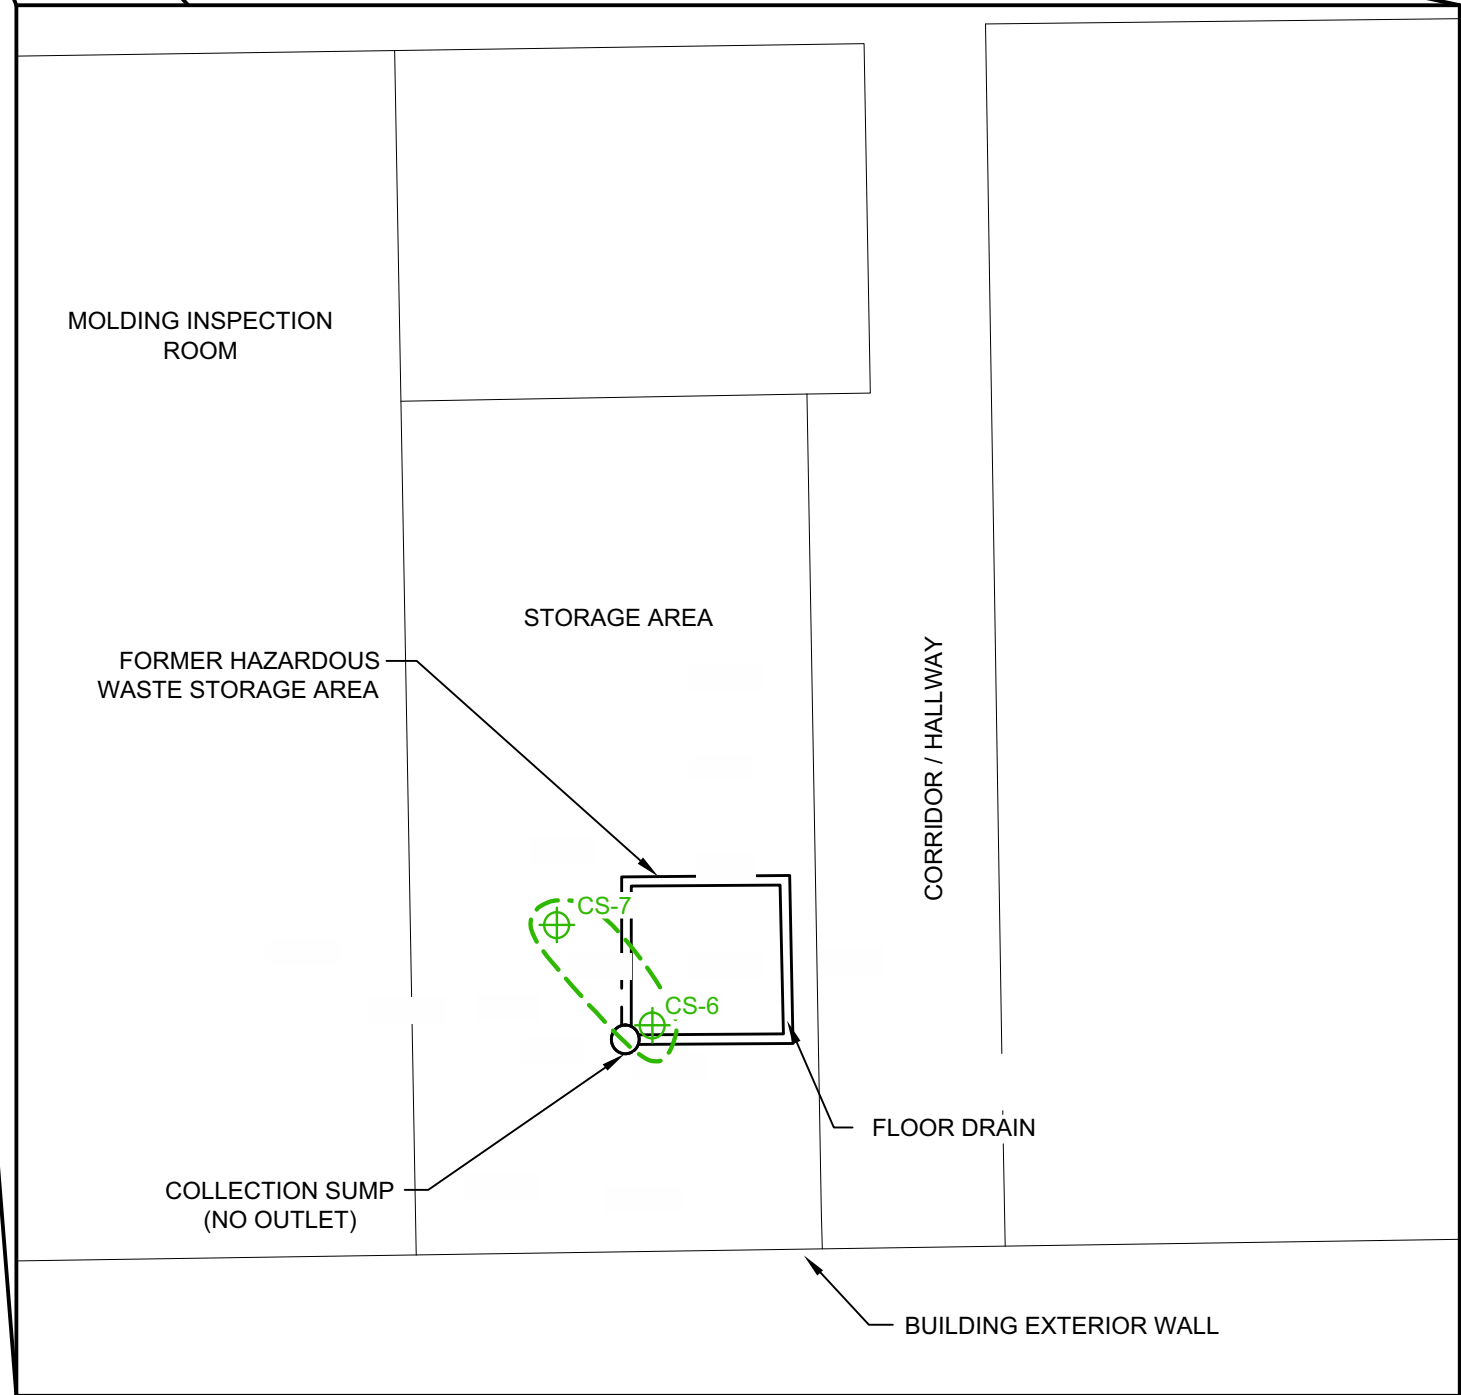 MOLDING INSPECTION
ROOM
STORAGE AREA
FORMER HAZARDOUS
WASTE STORAGE AREA
CORRIDOR / HALLWAY
CS-7
CS-6
FLOOR DRAIN
COLLECTION SUMP
(NO OUTLET)
BUILDING EXTERIOR WALL